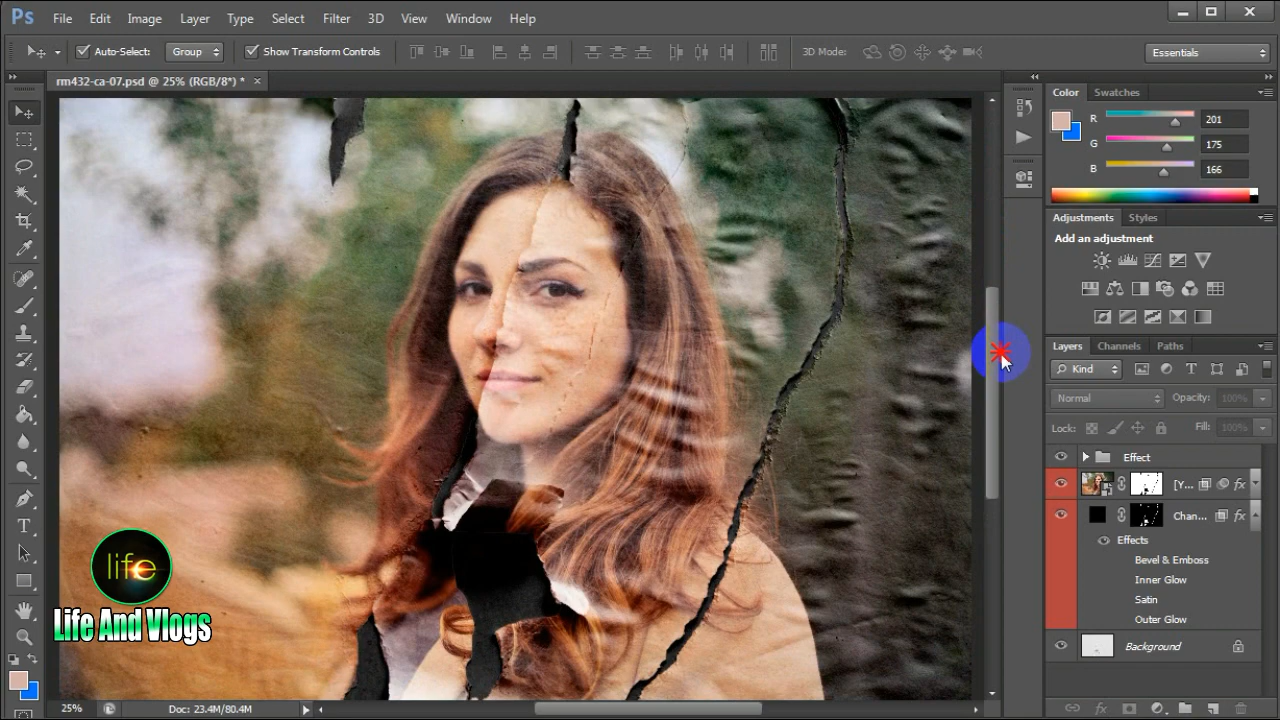 Ps File Edit Image Layer Type Select Filter 3D View Window Help
Auto-Select: Group Show Transform Controls 3D Mode: Essentials
rm432-ca-07.psd @ 25% (RGB/8*) *
Color Swatches
R 201
G 175
B 166
Adjustments Styles
Add an adjustment
Layers Channels Paths
Kind
Normal Opacity: 100%
Lock: Fill: 100%
Effect
[Y... fx
Chan... fx
Effects
Bevel & Emboss
Inner Glow
Satin
Outer Glow
Background
life
Life And Vlogs
25% Doc: 23.4M/80.4M
fx